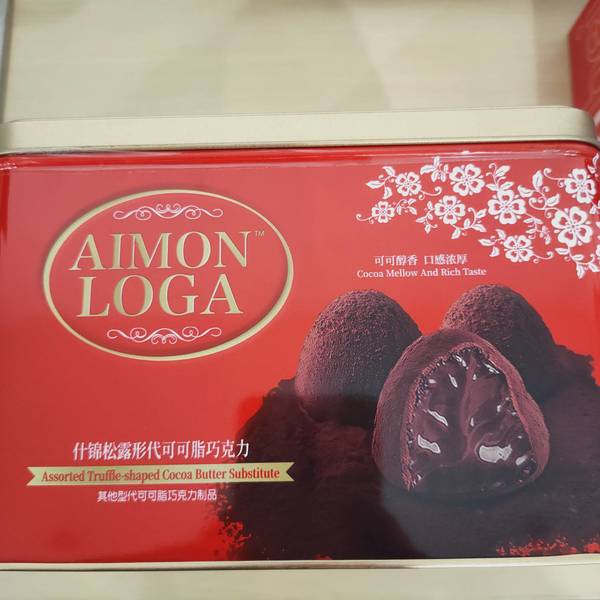 AIMON™
LOGA
可可醇香 口感浓厚
Cocoa Mellow And Rich Taste
什锦松露形代可可脂巧克力
Assorted Truffle-shaped Cocoa Butter Substitute
其他型代可可脂巧克力制品